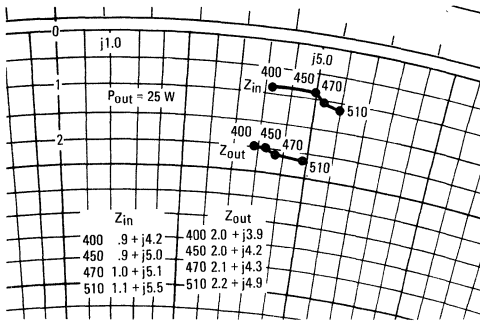 0
j1.0
j5.0
400 450 470 510
Zin
1
Pout = 25 W
2
400 450 470 510
Zout
Zin
400 .9 + j4.2
450 .9 + j5.0
470 1.0 + j5.1
510 1.1 + j5.5
Zout
400 2.0 + j3.9
450 2.0 + j4.2
470 2.1 + j4.3
510 2.2 + j4.9